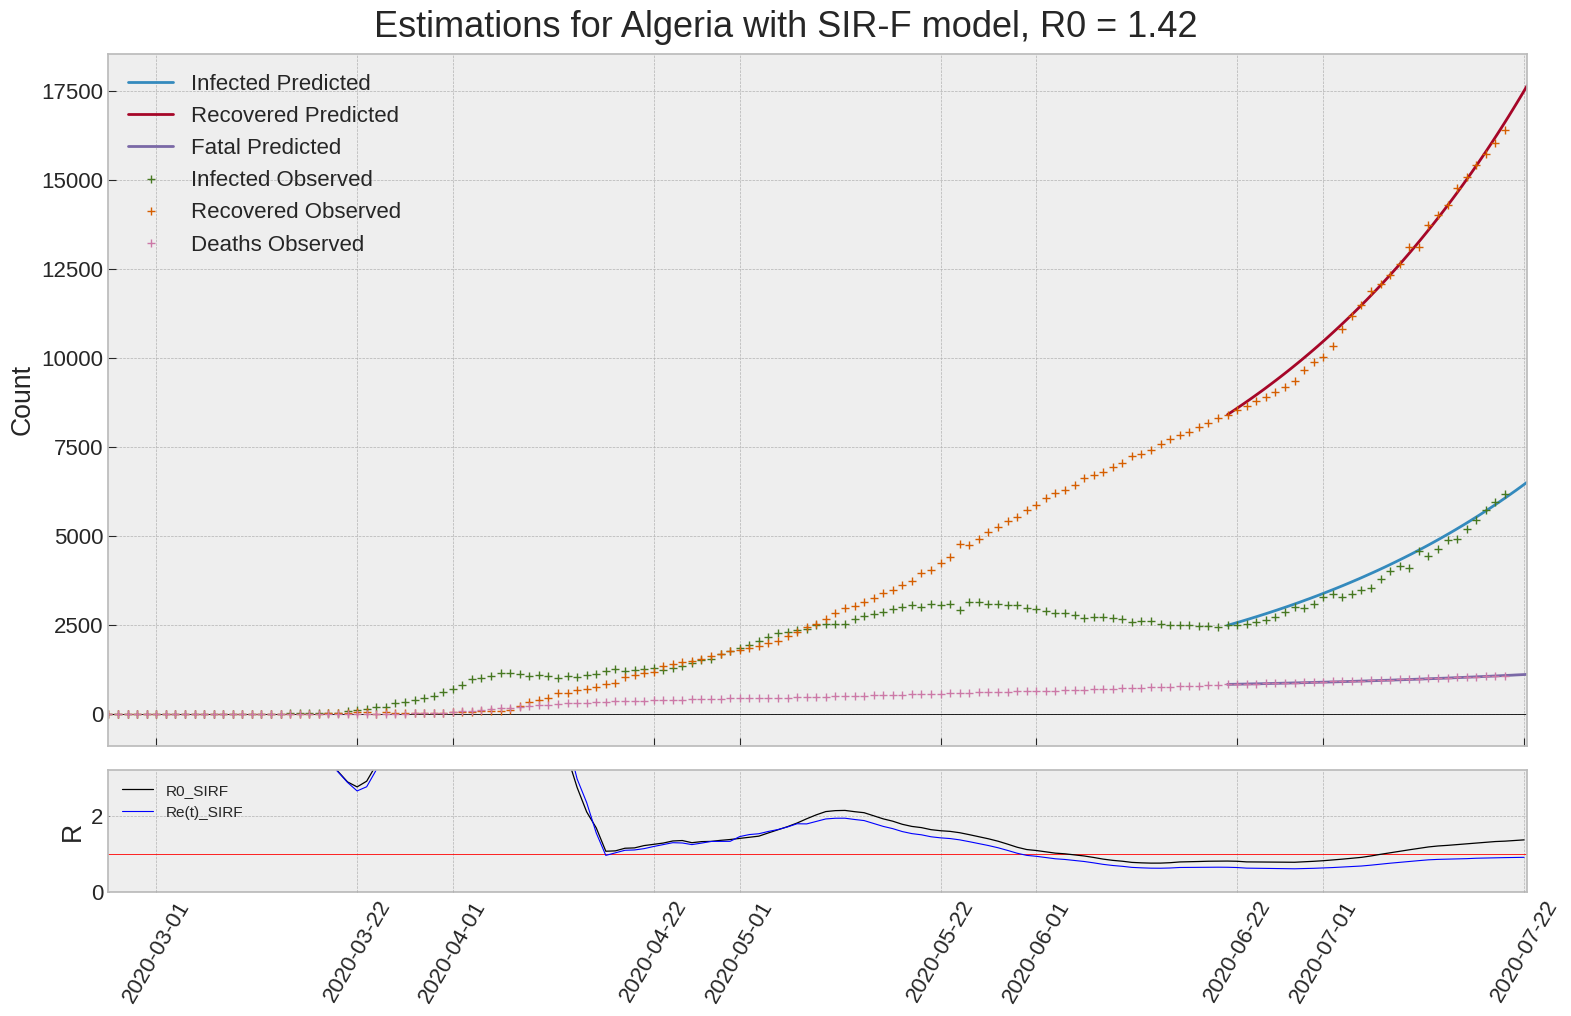 Estimations for Algeria with SIR-F model, R0 = 1.42
Infected Predicted
Recovered Predicted
Fatal Predicted
Infected Observed
Recovered Observed
Deaths Observed
17500
15000
12500
10000
7500
5000
2500
0
Count
R0_SIRF
Re(t)_SIRF
2
0
R
2020-03-01
2020-03-22
2020-04-01
2020-04-22
2020-05-01
2020-05-22
2020-06-01
2020-06-22
2020-07-01
2020-07-22